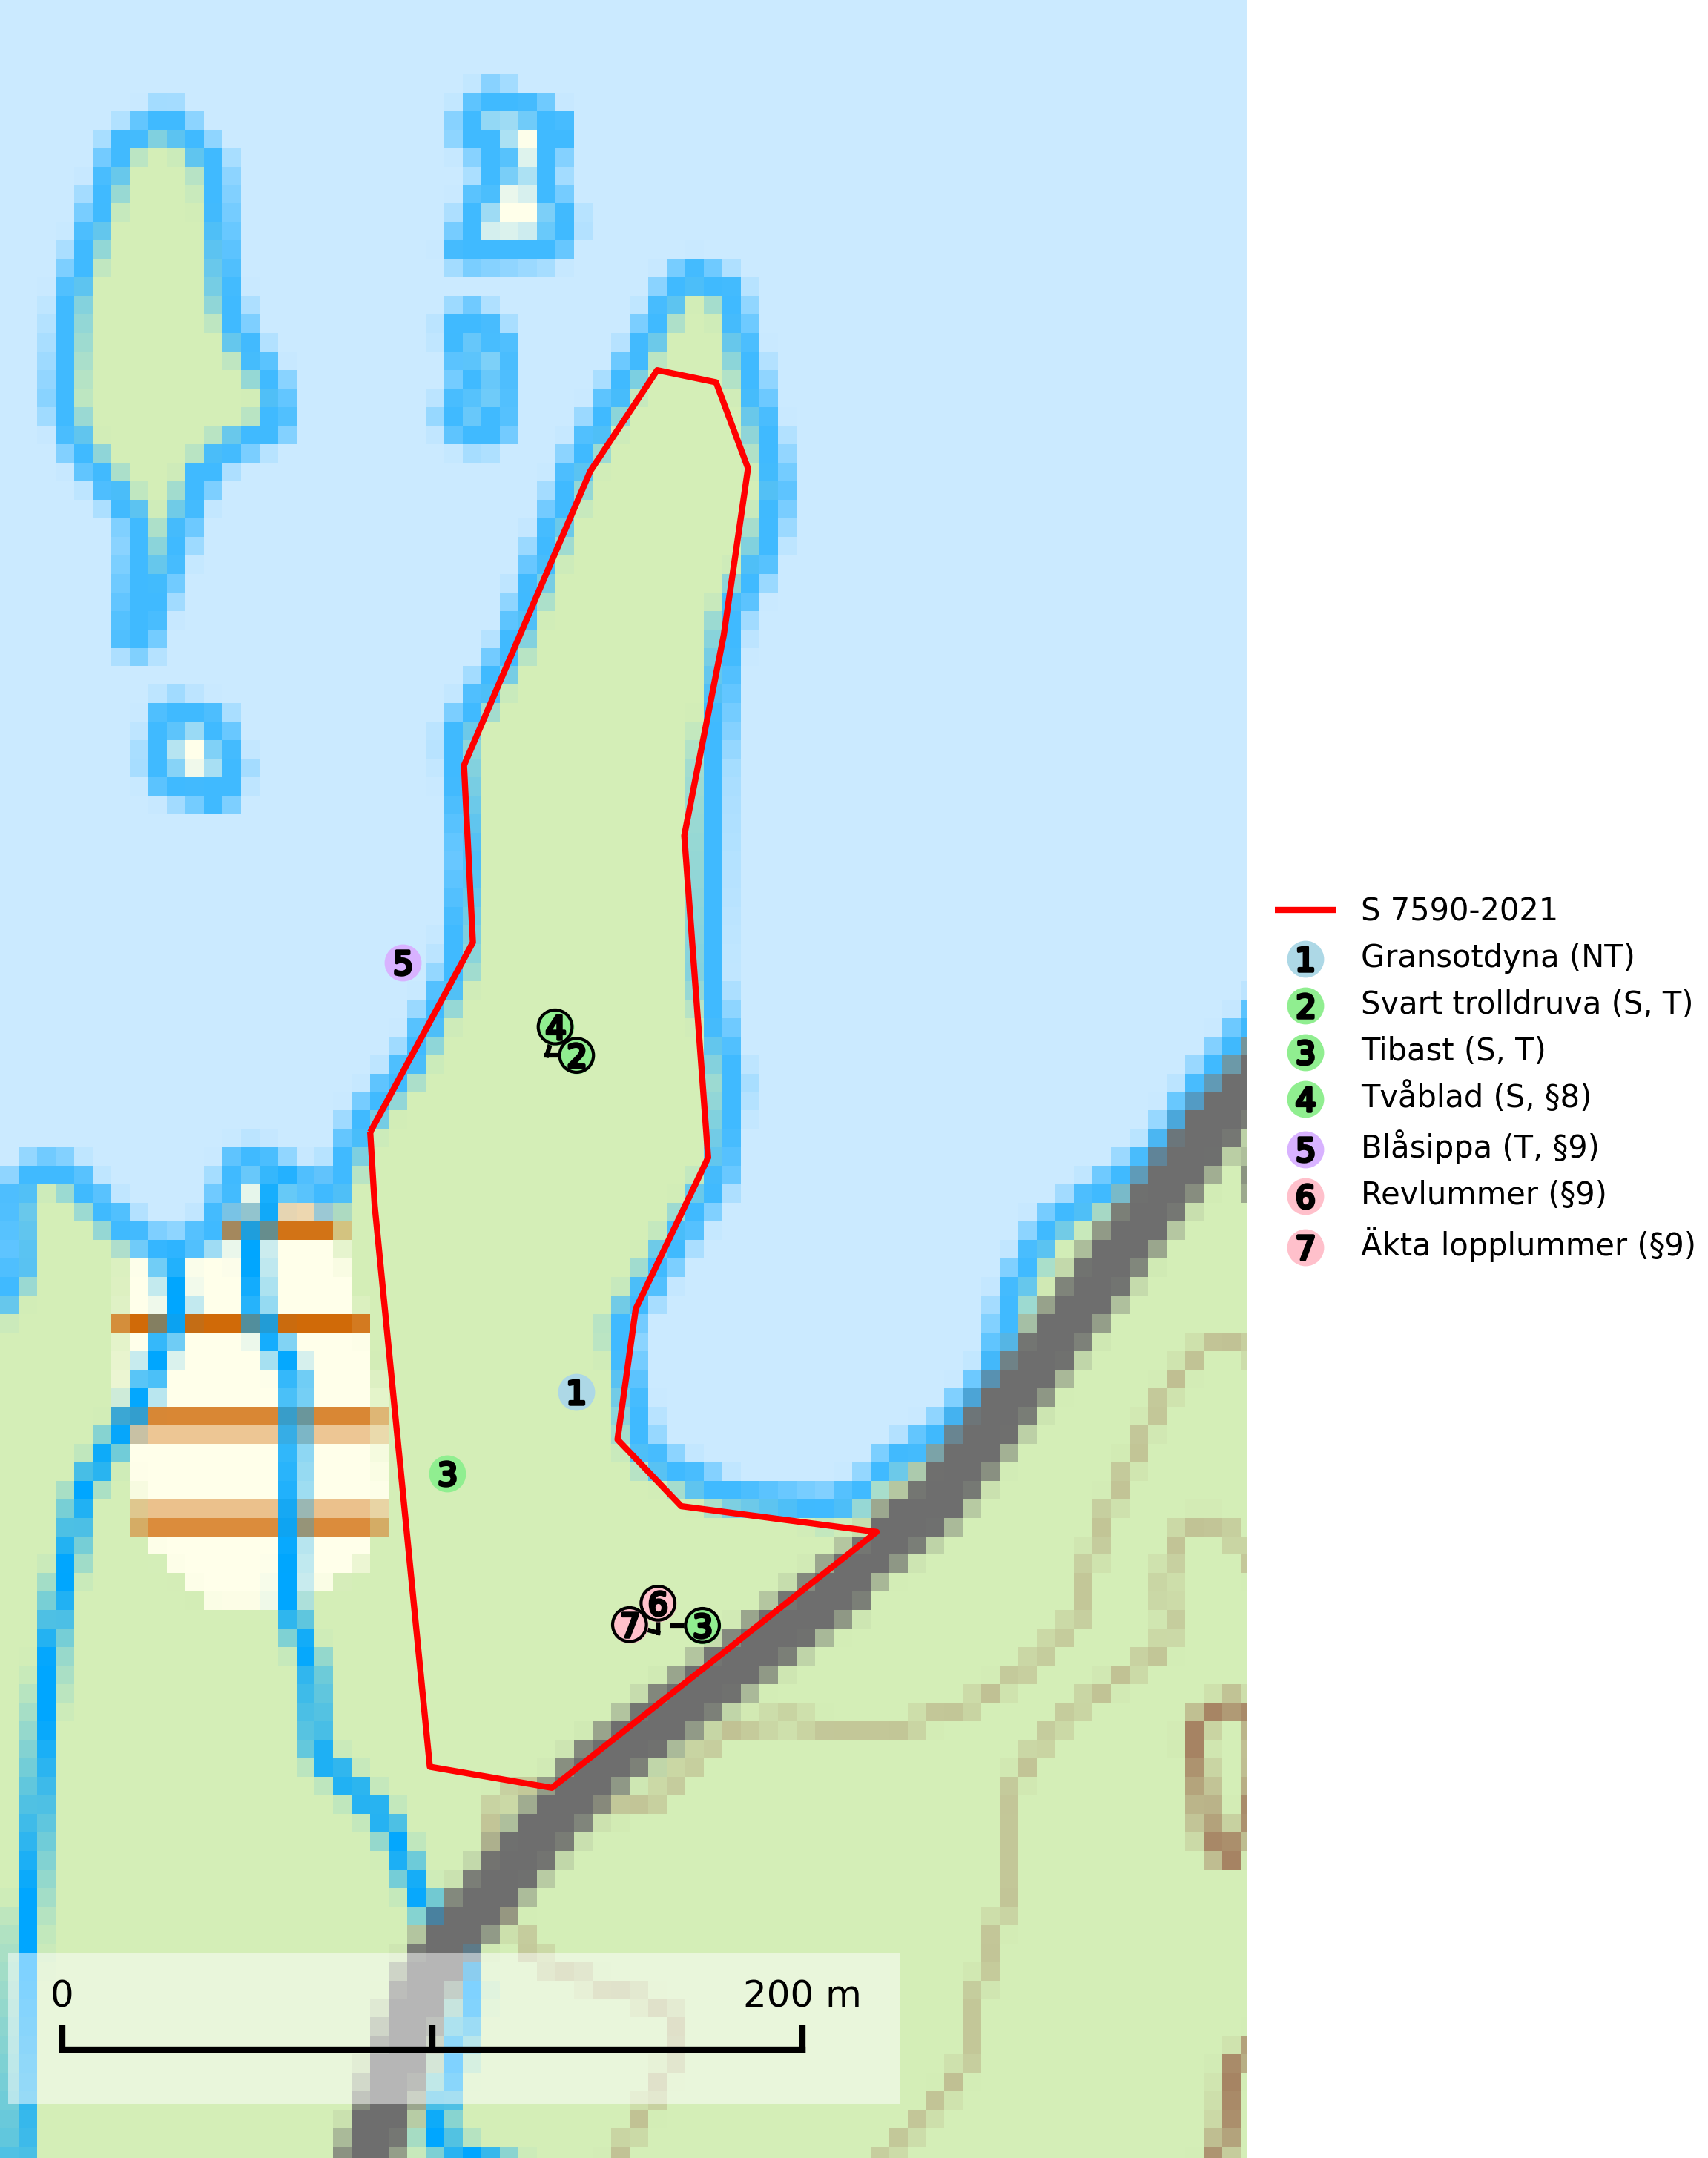 5
4
2
1
3
6
7
3
0
200 m
S 7590-2021
1 Gransotdyna (NT)
2 Svart trolldruva (S, T)
3 Tibast (S, T)
4 Tvåblad (S, §8)
5 Blåsippa (T, §9)
6 Revlummer (§9)
7 Äkta lopplummer (§9)